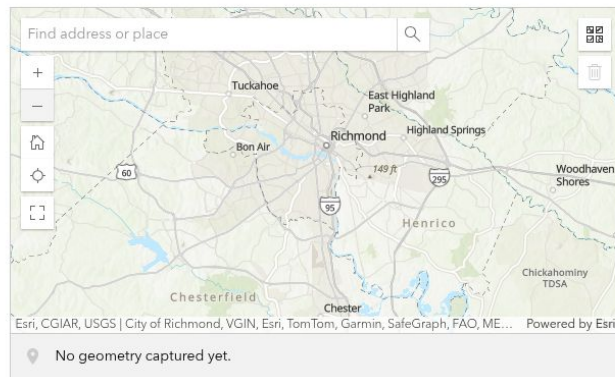 Find address or place
Tuckahoe
East Highland
Park
Richmond
Highland Springs
Bon Air
149 ft
60
295
Woodhaven
Shores
95
Henrico
Chickahominy
TDSA
Chesterfield
Chester
Esri, CGIAR, USGS | City of Richmond, VGIN, Esri, TomTom, Garmin, SafeGraph, FAO, ME... Powered by Esri
No geometry captured yet.